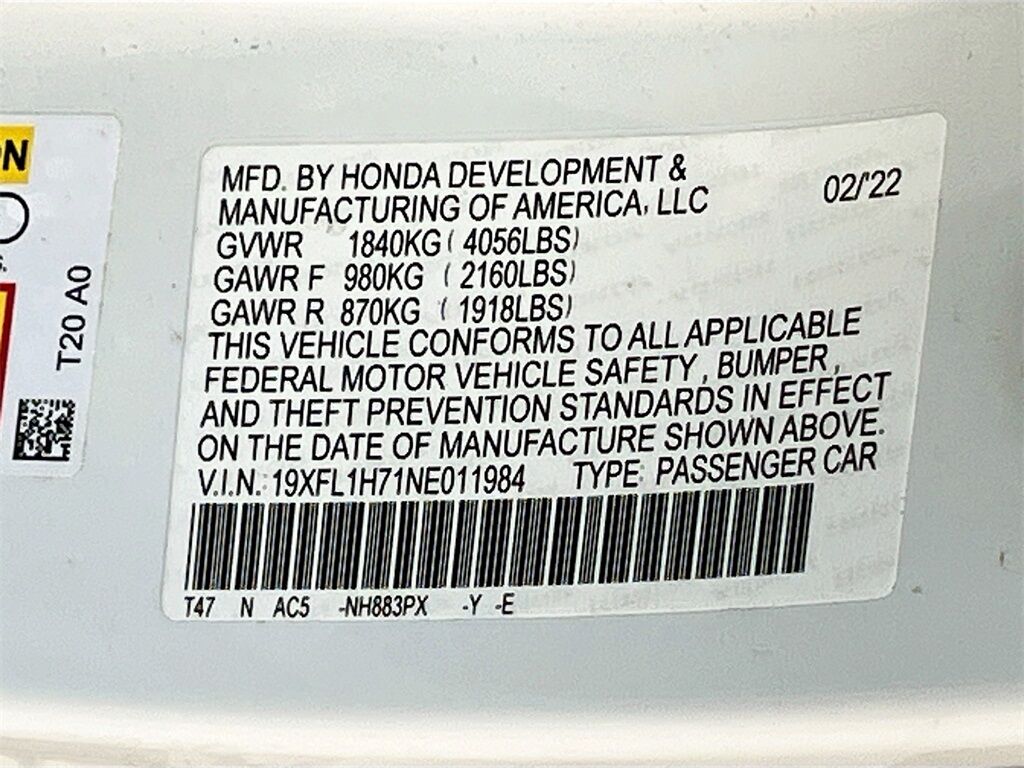 MFD. BY HONDA DEVELOPMENT &
MANUFACTURING OF AMERICA, LLC 02/'22
GVWR 1840KG ( 4056LBS)
GAWR F 980KG ( 2160LBS)
GAWR R 870KG ( 1918LBS)
THIS VEHICLE CONFORMS TO ALL APPLICABLE
FEDERAL MOTOR VEHICLE SAFETY, BUMPER,
AND THEFT PREVENTION STANDARDS IN EFFECT
ON THE DATE OF MANUFACTURE SHOWN ABOVE.
V.I.N.: 19XFL1H71NE011984 TYPE: PASSENGER CAR
T47 N AC5 -NH883PX -Y -E
T20 A0